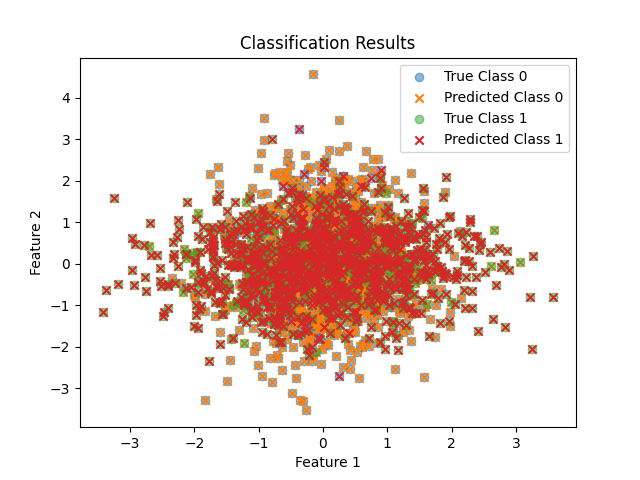 Classification Results
True Class 0
Predicted Class 0
True Class 1
Predicted Class 1
4
3
2
1
0
−1
−2
−3
Feature 2
−3 −2 −1 0 1 2 3
Feature 1